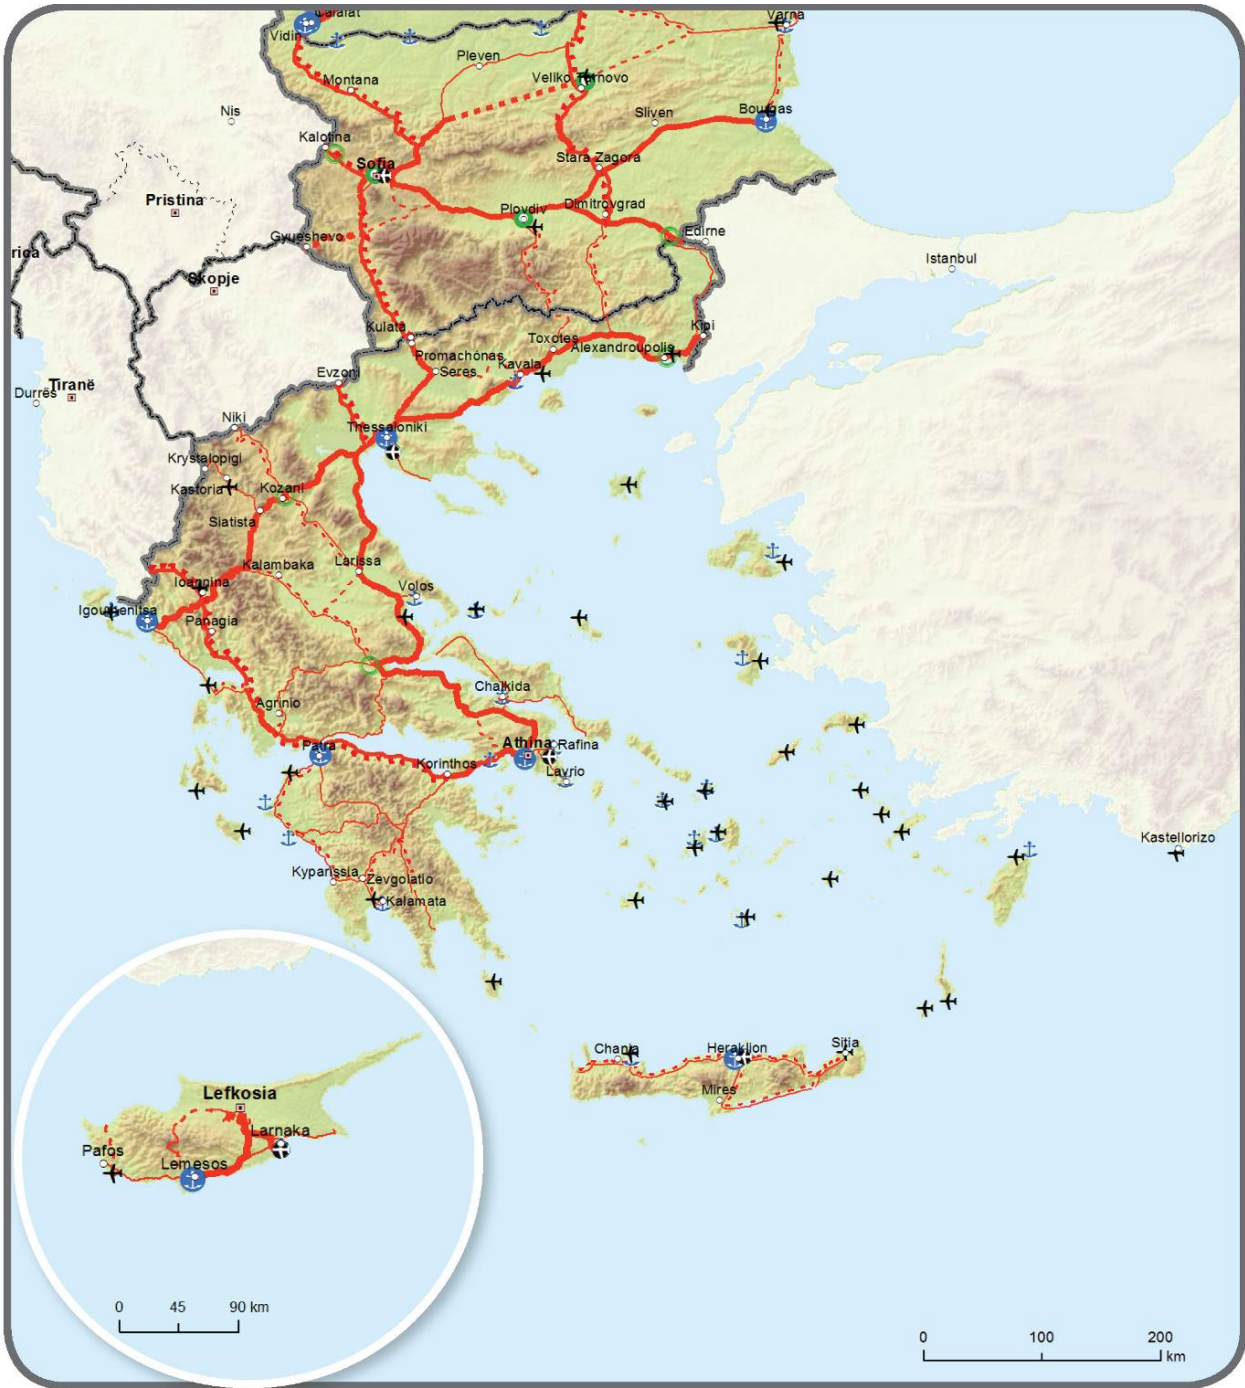 Calafat
Varna
Vidin
Pleven
Veliko Tarnovo
Montana
Nis
Sliven
Bourgas
Kalotina
Sofia
Stara Zagora
Pristina
Plovdiv
Dimitrovgrad
Gyueshevo
Edirne
rica
Istanbul
Skopje
Kulata
Toxotes
Kipi
Alexandroupolis
Promachónas
Kavala
Seres
Evzoni
Tiranë
Durrës
Niki
Thessaloniki
Krystalopigi
Kastoria
Kozani
Siatista
Kalambaka
Larissa
Ioannina
Volos
Igoumenitsa
Panagia
Chalkida
Agrinio
Patra
Athina
Rafina
Korinthos
Lavrio
Kastellorizo
Kyparissia
Zevgolatio
Kalamata
Chania
Heraklion
Sitia
Mires
Lefkosia
Larnaka
Pafos
Lemesos
0 45 90 km
0 100 200
km